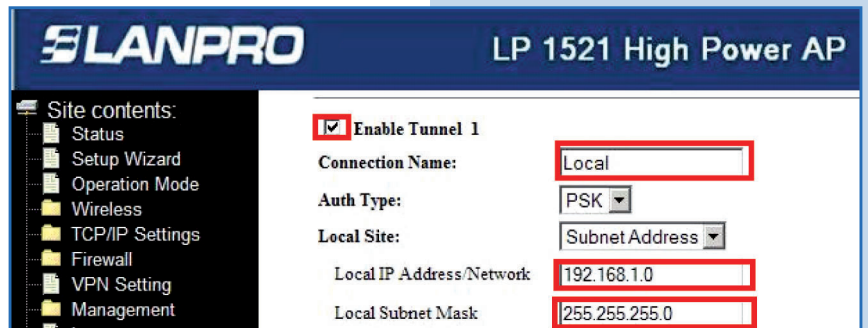 LANPRO
LP 1521 High Power AP
Site contents:
Status
Setup Wizard
Operation Mode
Wireless
TCP/IP Settings
Firewall
VPN Setting
Management
Enable Tunnel 1
Connection Name: Local
Auth Type: PSK
Local Site: Subnet Address
Local IP Address/Network 192.168.1.0
Local Subnet Mask 255.255.255.0